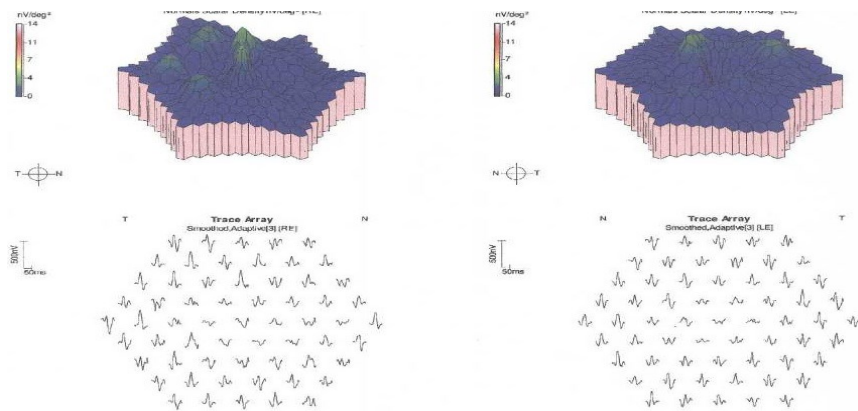 nV/deg²
14
11
7
4
0
nV/deg²
14
11
7
4
0
T N
N T
T Trace Array N
Smoothed,Adaptive[3] [RE]
500nV
50ms
N Trace Array T
Smoothed,Adaptive[3] [LE]
500nV
50ms